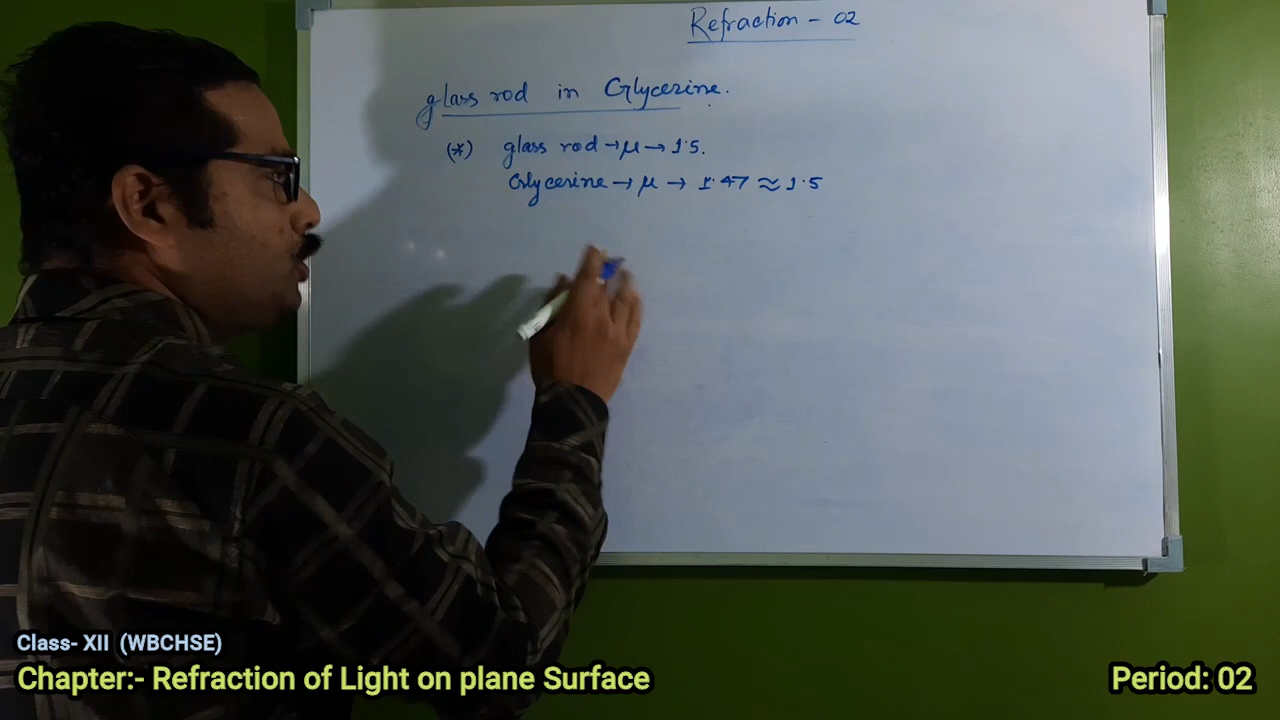 Refraction - 02
glass rod in Glycerine.
(*) glass rod → μ → 1.5.
Glycerine → μ → 1.47 ≈ 1.5
Class- XII (WBCHSE)
Chapter:- Refraction of Light on plane Surface
Period: 02